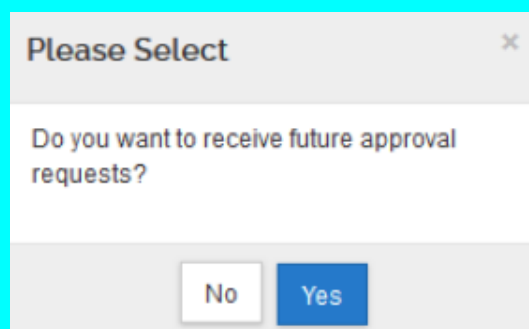 Please Select
×
Do you want to receive future approval
requests?
No
Yes